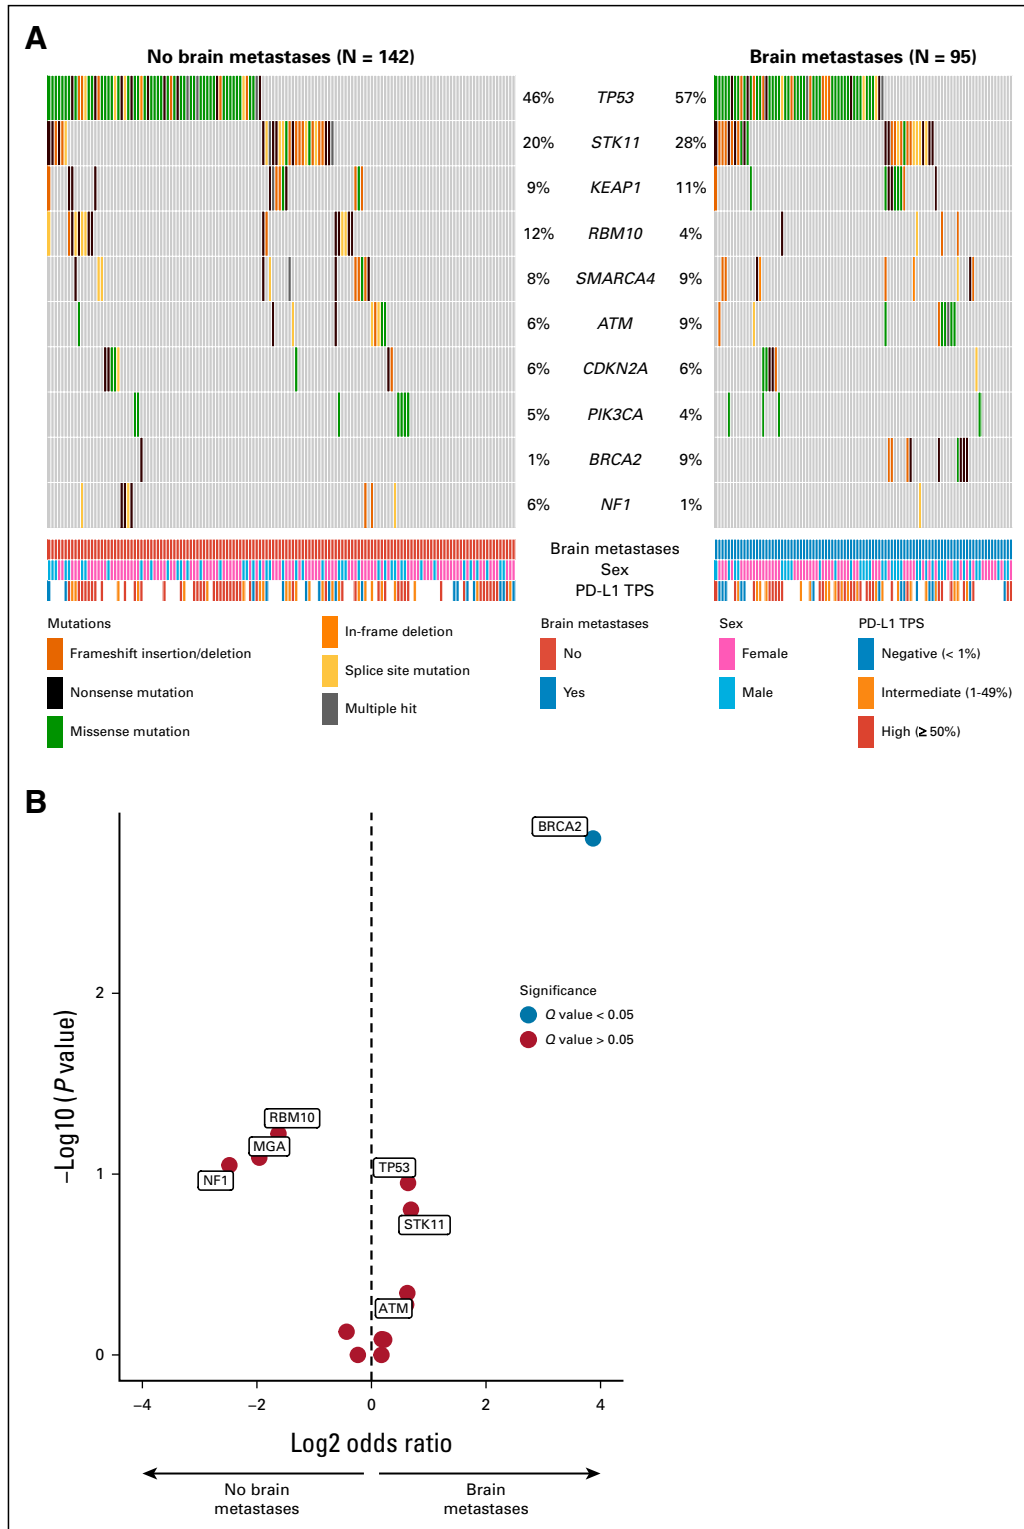 A
No brain metastases (N = 142)
Brain metastases (N = 95)
46% TP53 57%
20% STK11 28%
9% KEAP1 11%
12% RBM10 4%
8% SMARCA4 9%
6% ATM 9%
6% CDKN2A 6%
5% PIK3CA 4%
1% BRCA2 9%
6% NF1 1%
Brain metastases
Sex
PD-L1 TPS
Mutations
Frameshift insertion/deletion
Nonsense mutation
Missense mutation
In-frame deletion
Splice site mutation
Multiple hit
Brain metastases
No
Yes
Sex
Female
Male
PD-L1 TPS
Negative (< 1%)
Intermediate (1-49%)
High (≥ 50%)
B
BRCA2
2
Significance
Q value < 0.05
Q value > 0.05
–Log10 (P value)
RBM10
MGA
NF1
1
TP53
STK11
ATM
0
–4 –2 0 2 4
Log2 odds ratio
No brain
metastases
Brain
metastases